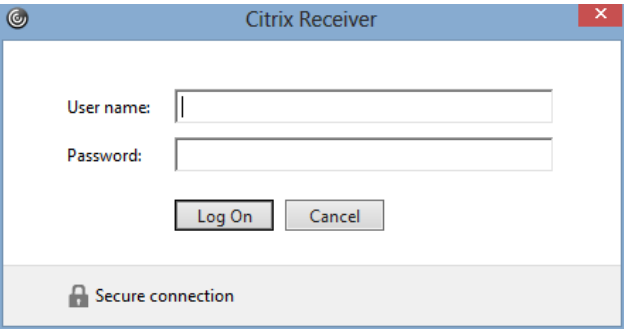 Citrix Receiver
User name:
Password:
Log On Cancel
Secure connection